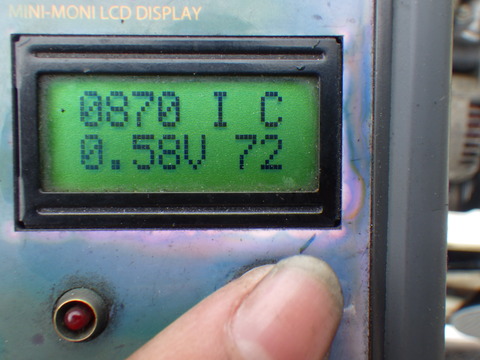 MINI-MONI LCD DISPLAY
0870 I C
0.58V 72